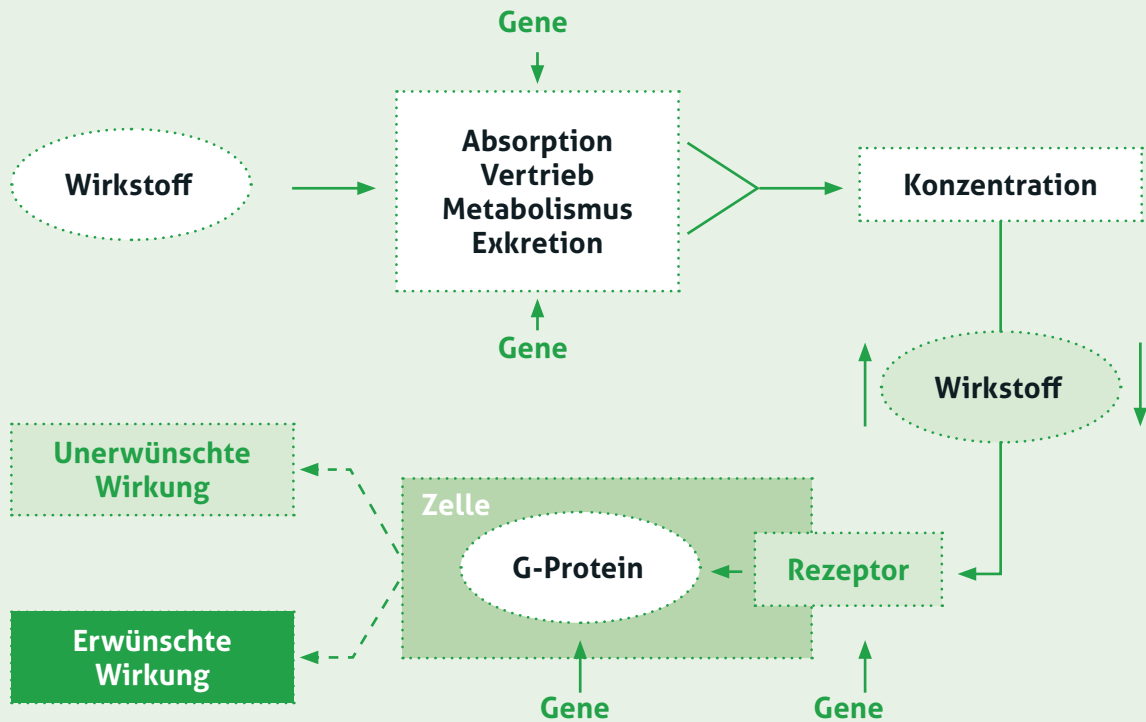 Gene
Wirkstoff
Absorption
Vertrieb
Metabolismus
Exkretion
Konzentration
Gene
Wirkstoff
Unerwünschte
Wirkung
Zelle
G-Protein
Rezeptor
Erwünschte
Wirkung
Gene
Gene